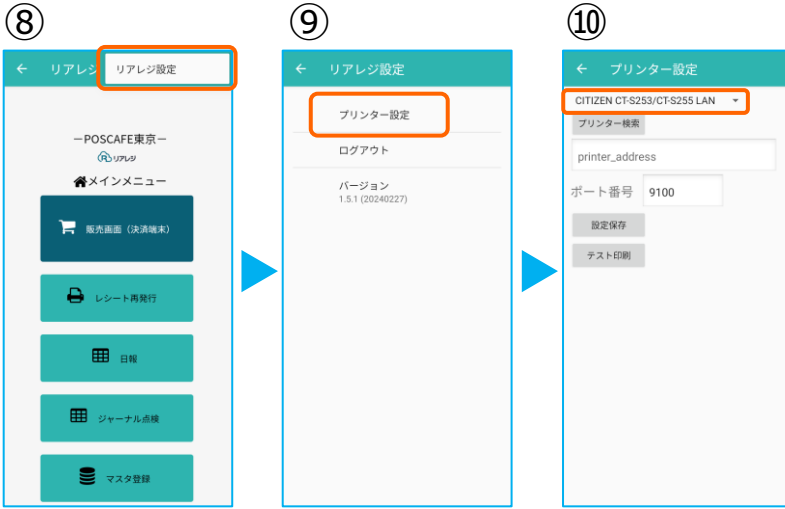 ⑧
← リアレジ リアレジ設定
ーPOSCAFE東京ー
リアレジ
メインメニュー
販売画面（決済端末）
レシート再発行
日報
ジャーナル点検
マスタ登録
⑨
← リアレジ設定
プリンター設定
ログアウト
バージョン
1.5.1 (20240227)
⑩
← プリンター設定
CITIZEN CT-S253/CT-S255 LAN
プリンター検索
printer_address
ポート番号 9100
設定保存
テスト印刷